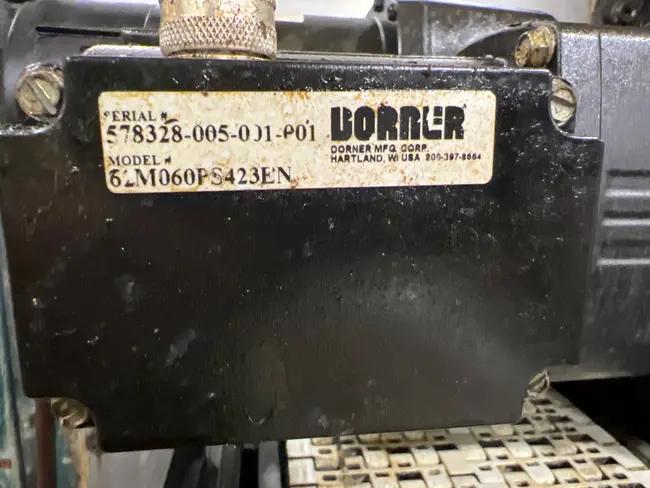 SERIAL #
578328-005-001-P01
MODEL #
62M060PS423EN
DORNER
DORNER MFG. CORP.
HARTLAND, WI USA 800-397-8664